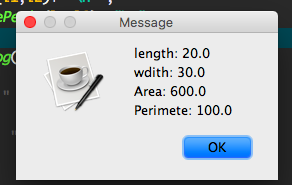 Message
length: 20.0
wdith: 30.0
Area: 600.0
Perimete: 100.0
OK